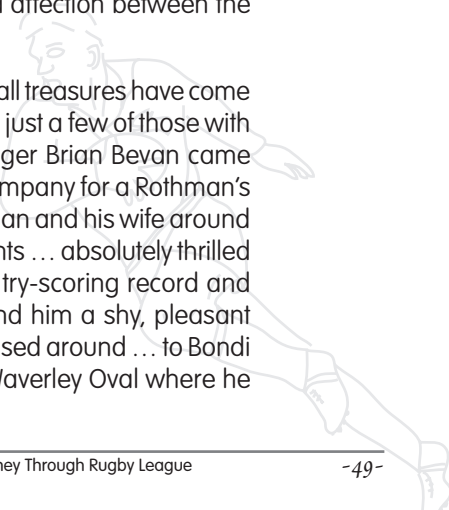 affection between the
all treasures have come
just a few of those with
ger Brian Bevan came
mpany for a Rothman's
an and his wife around
nts … absolutely thrilled
try-scoring record and
nd him a shy, pleasant
sed around … to Bondi
Waverley Oval where he
ney Through Rugby League
-49-